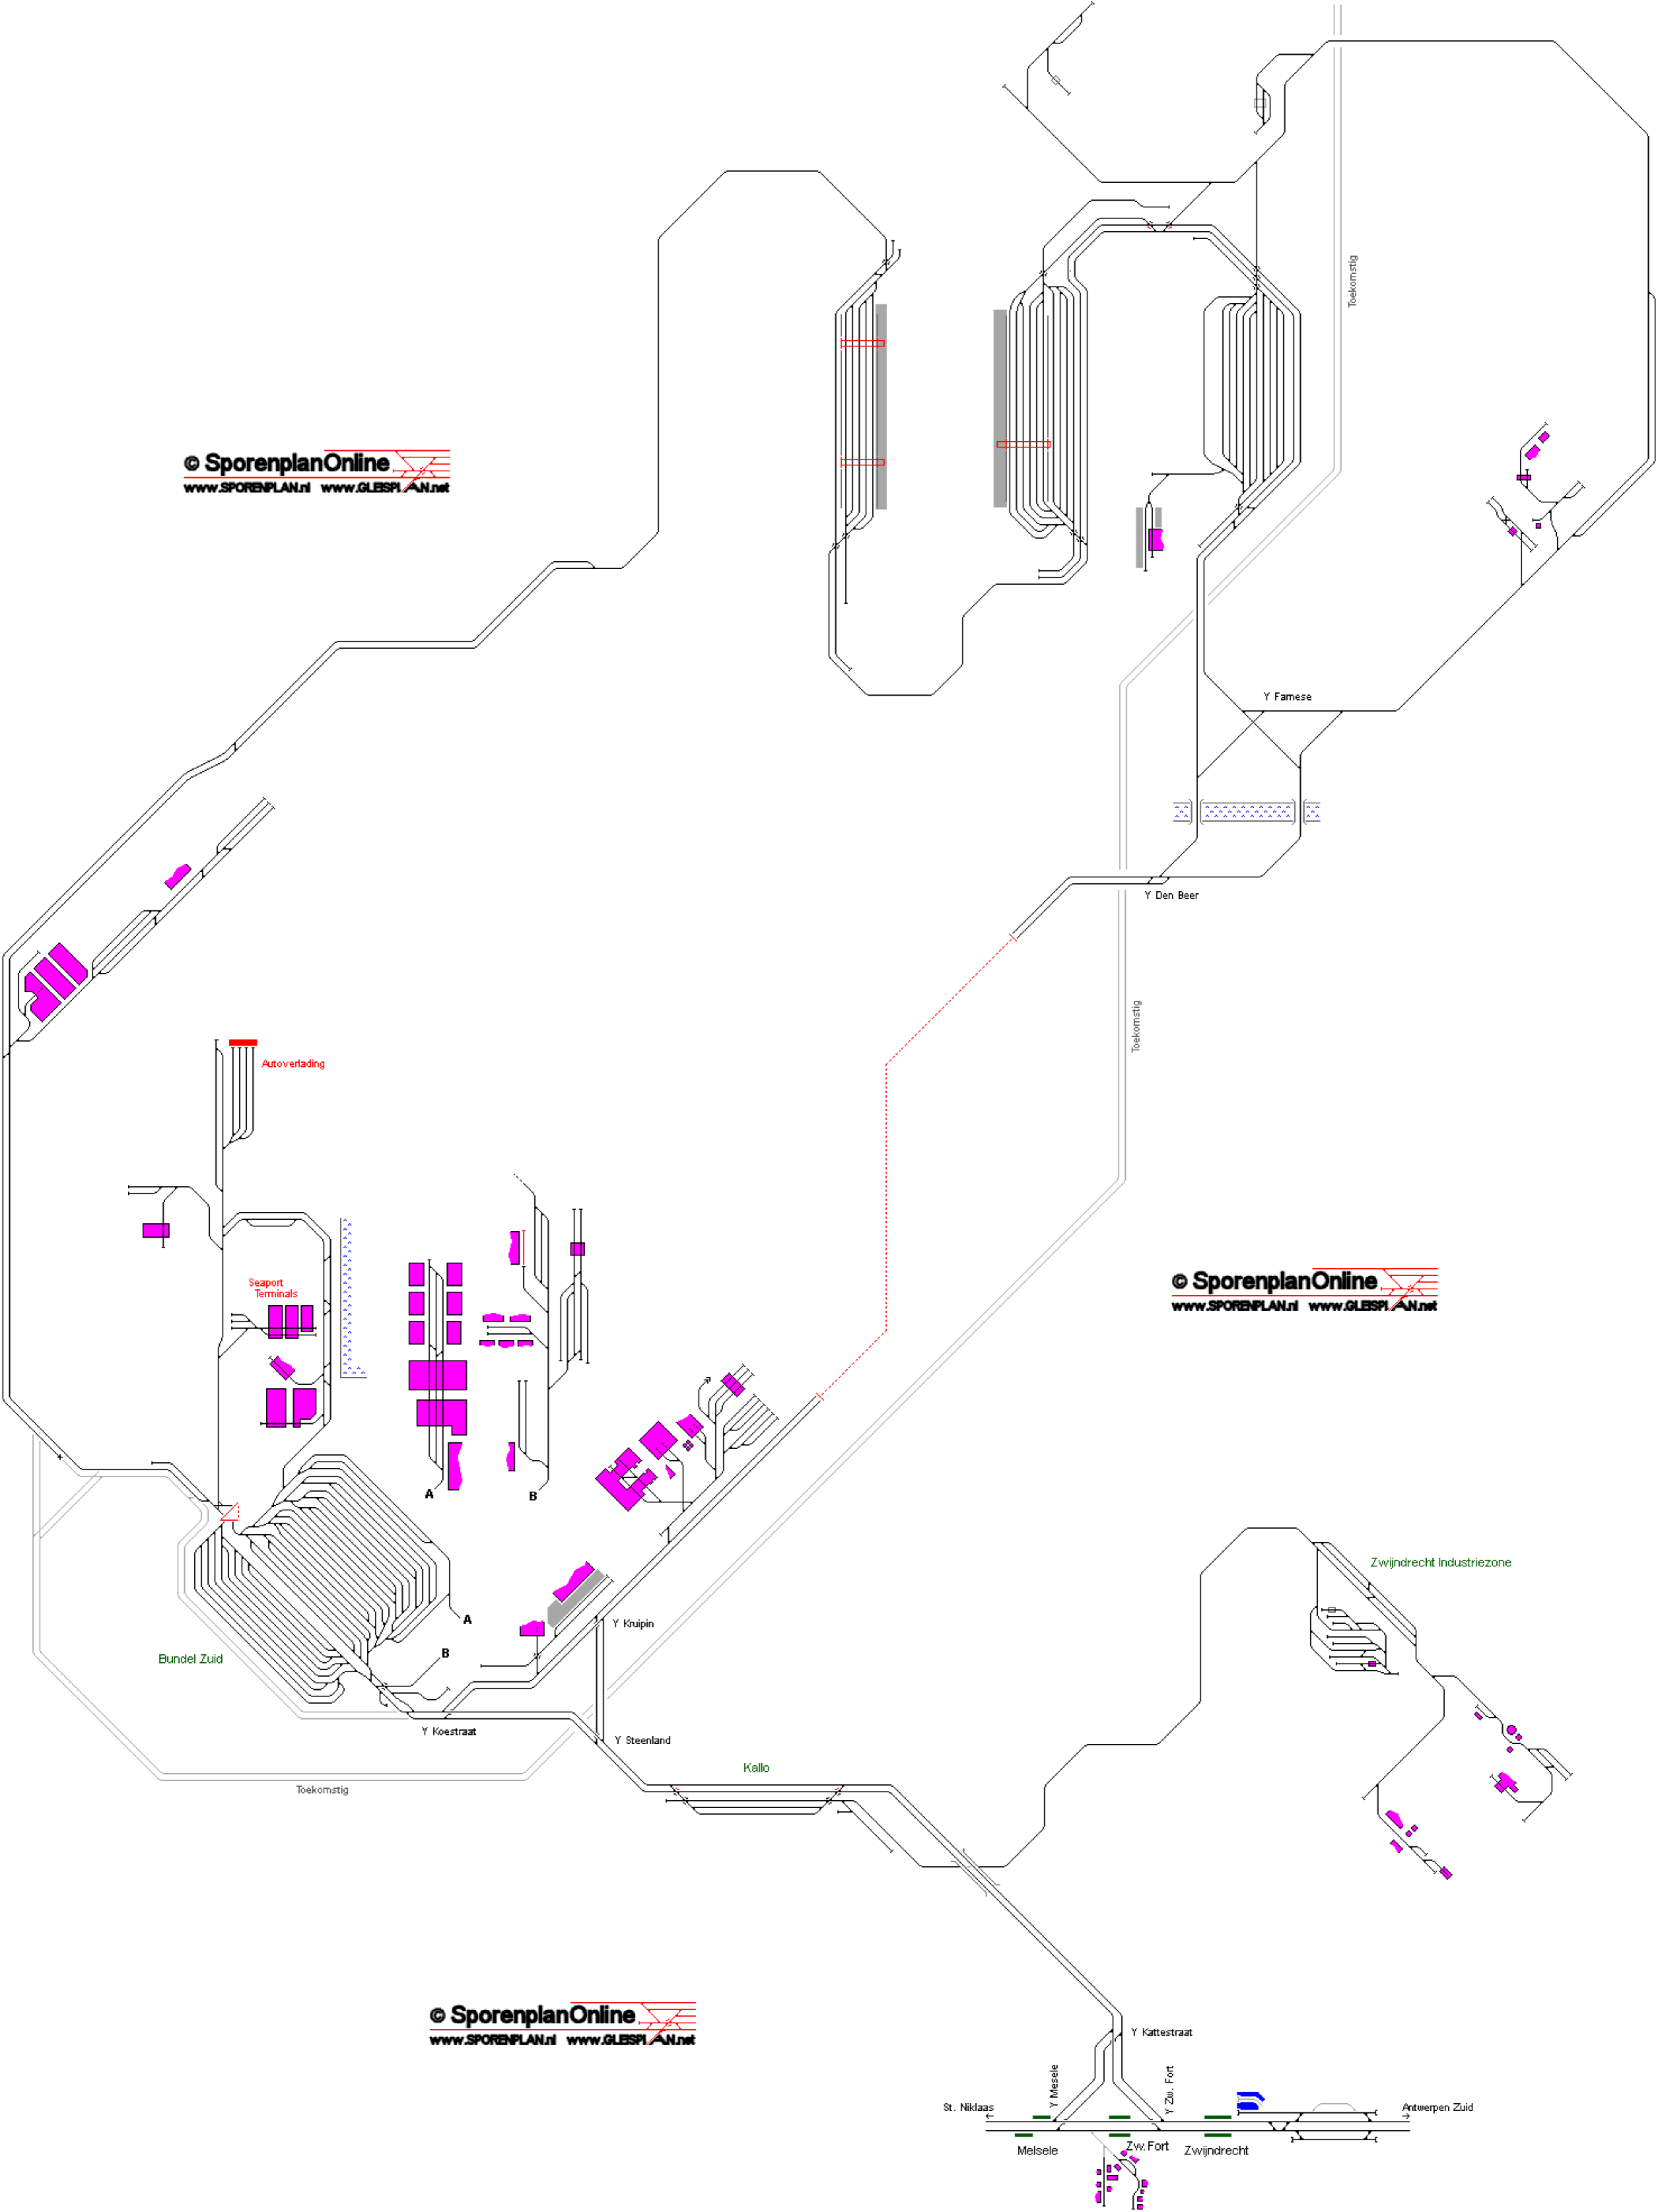 Toekomstig
© SporenplanOnline
www.SPORENPLAN.nl www.GLEISPLAN.net
Y Farnese
Y Den Beer
Toekomstig
Autoverlading
Seaport
Terminals
© SporenplanOnline
www.SPORENPLAN.nl www.GLEISPLAN.net
A
B
Zwijndrecht Industriezone
A
Y Kruipin
B
Bundel Zuid
Y Koestraat
Y Steenland
Kallo
Toekomstig
© SporenplanOnline
www.SPORENPLAN.nl www.GLEISPLAN.net
Y Kattestraat
Y Mesele
Y Zw. Fort
St. Niklaas
Antwerpen Zuid
Melsele
Zw. Fort
Zwijndrecht